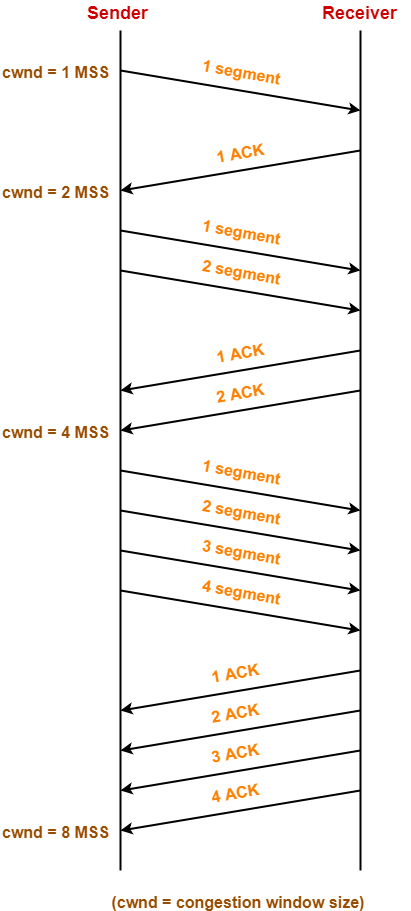 Sender Receiver
cwnd = 1 MSS
1 segment
1 ACK
cwnd = 2 MSS
1 segment
2 segment
1 ACK
2 ACK
cwnd = 4 MSS
1 segment
2 segment
3 segment
4 segment
1 ACK
2 ACK
3 ACK
4 ACK
cwnd = 8 MSS
(cwnd = congestion window size)